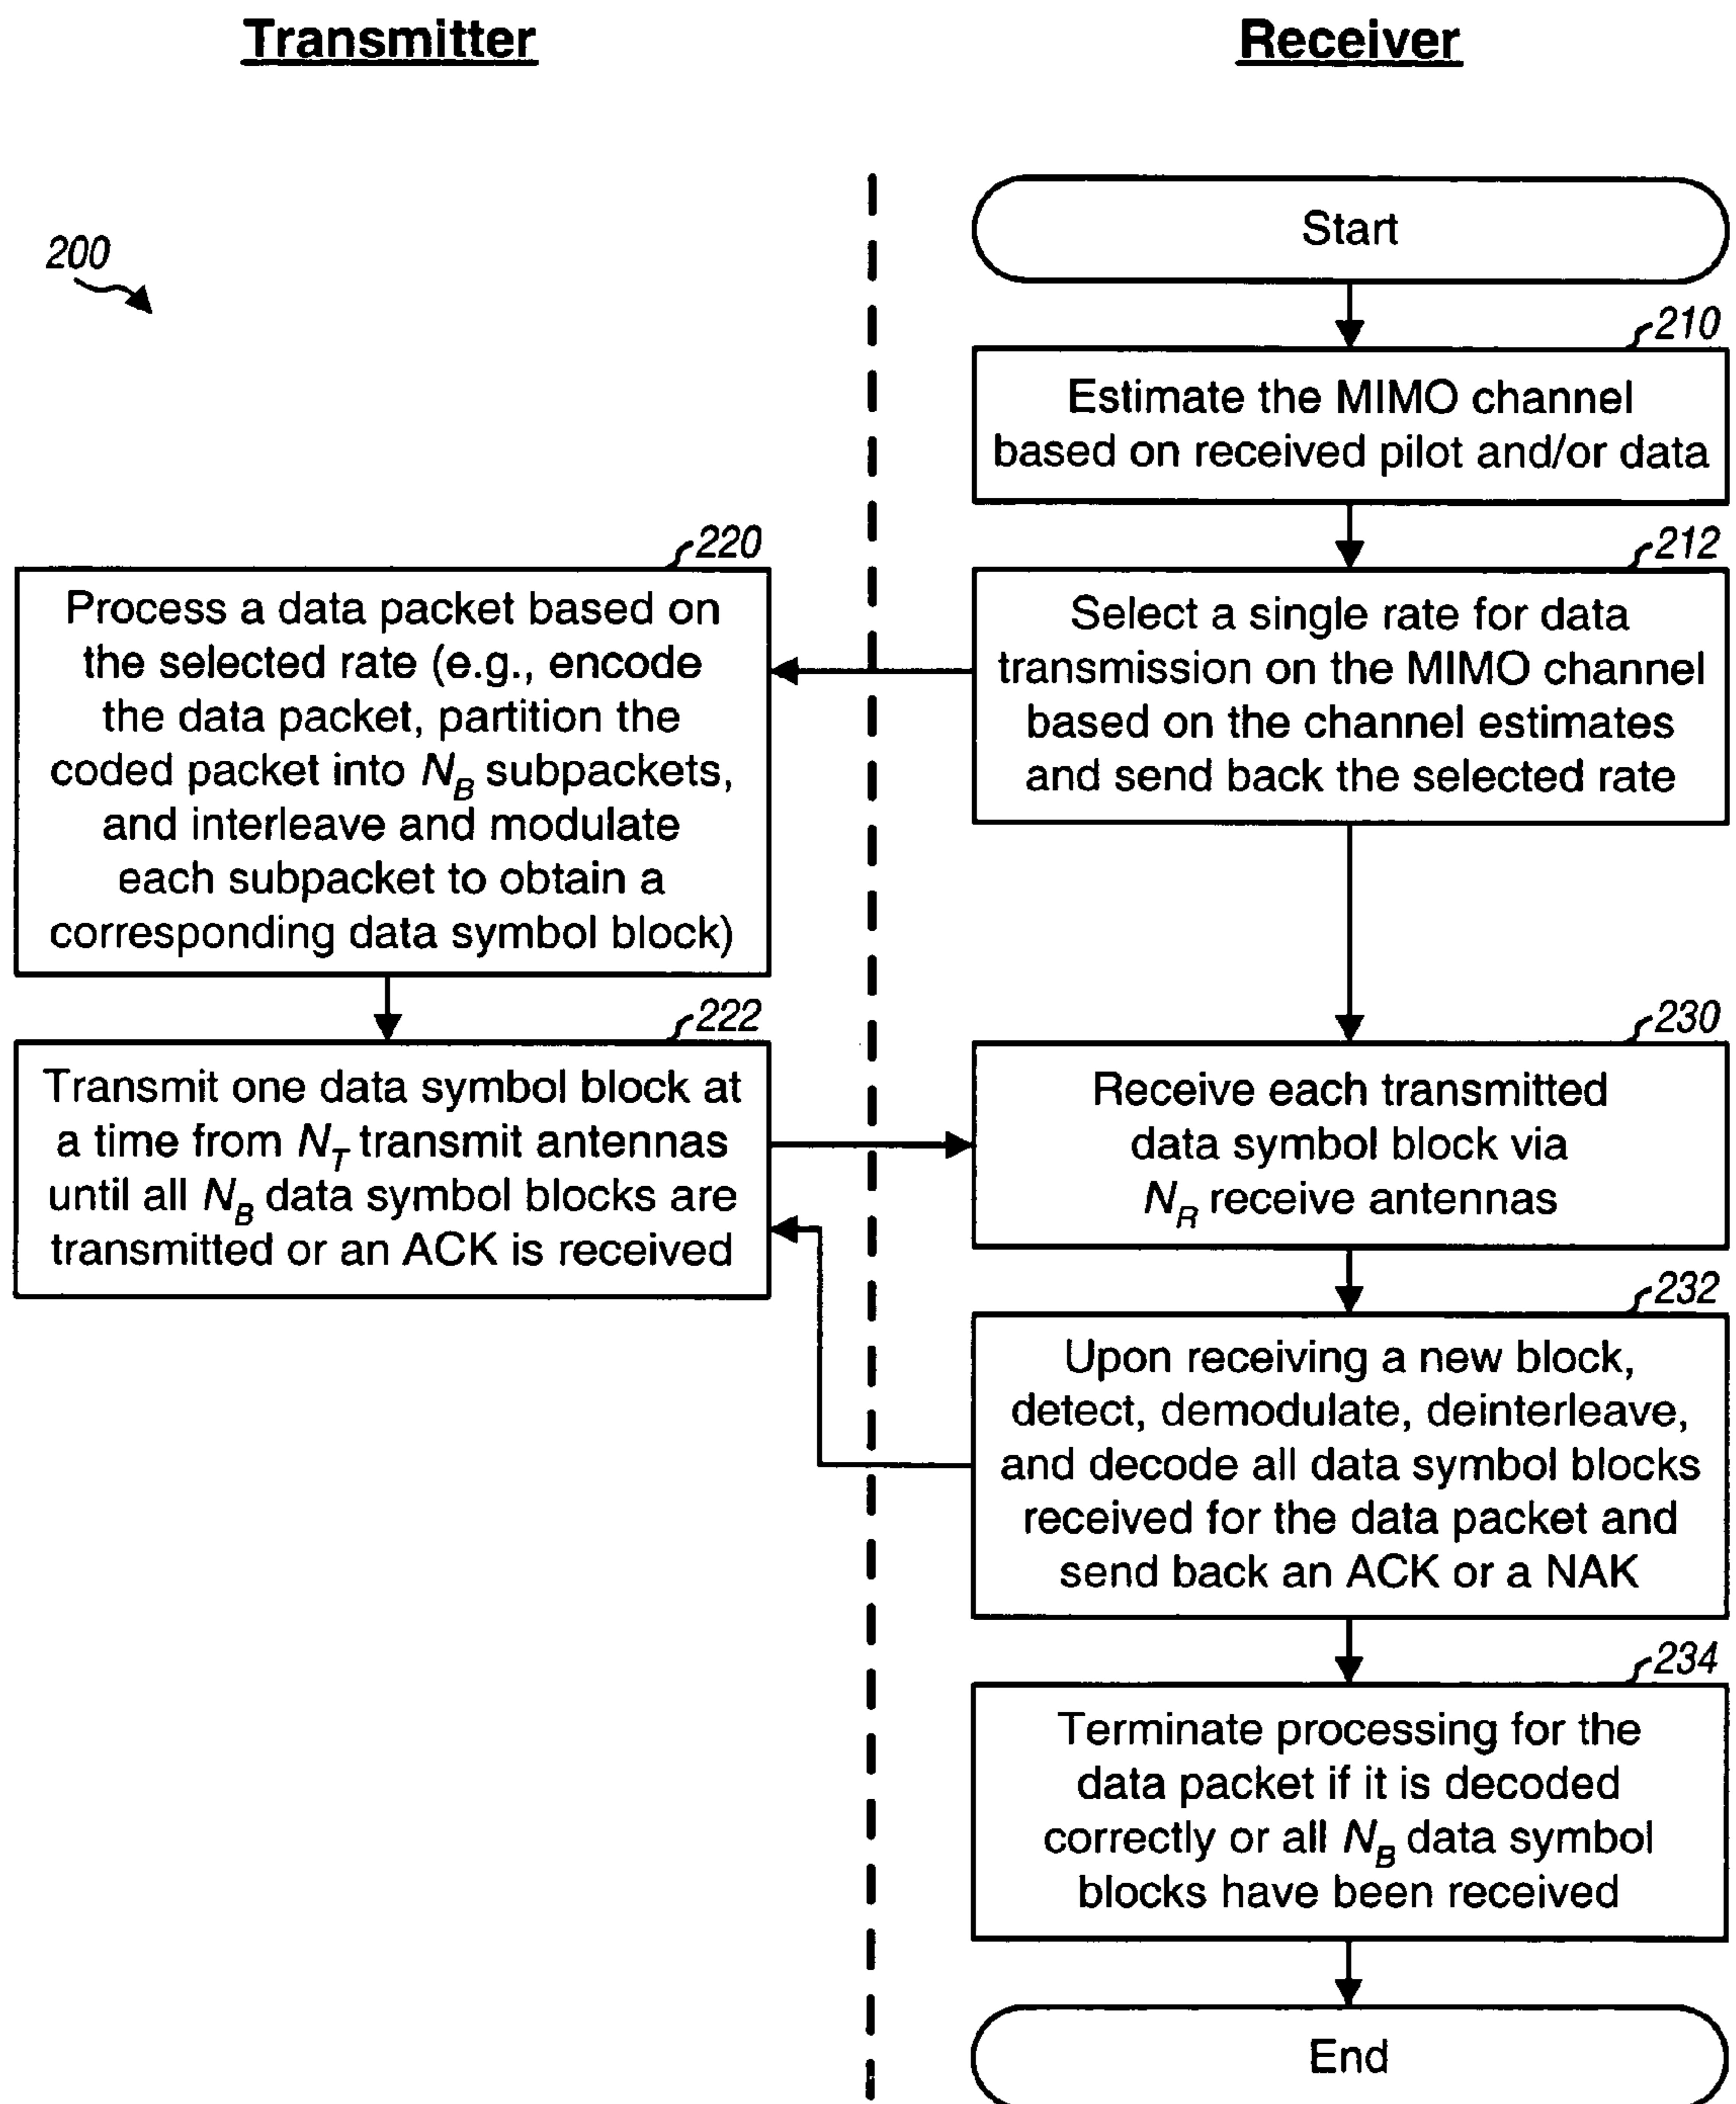 Transmitter
Receiver
200
Start
210
Estimate the MIMO channel
based on received pilot and/or data
212
Select a single rate for data
transmission on the MIMO channel
based on the channel estimates
and send back the selected rate
220
Process a data packet based on
the selected rate (e.g., encode
the data packet, partition the
coded packet into N_B subpackets,
and interleave and modulate
each subpacket to obtain a
corresponding data symbol block)
222
Transmit one data symbol block at
a time from N_T transmit antennas
until all N_B data symbol blocks are
transmitted or an ACK is received
230
Receive each transmitted
data symbol block via
N_R receive antennas
232
Upon receiving a new block,
detect, demodulate, deinterleave,
and decode all data symbol blocks
received for the data packet and
send back an ACK or a NAK
234
Terminate processing for the
data packet if it is decoded
correctly or all N_B data symbol
blocks have been received
End